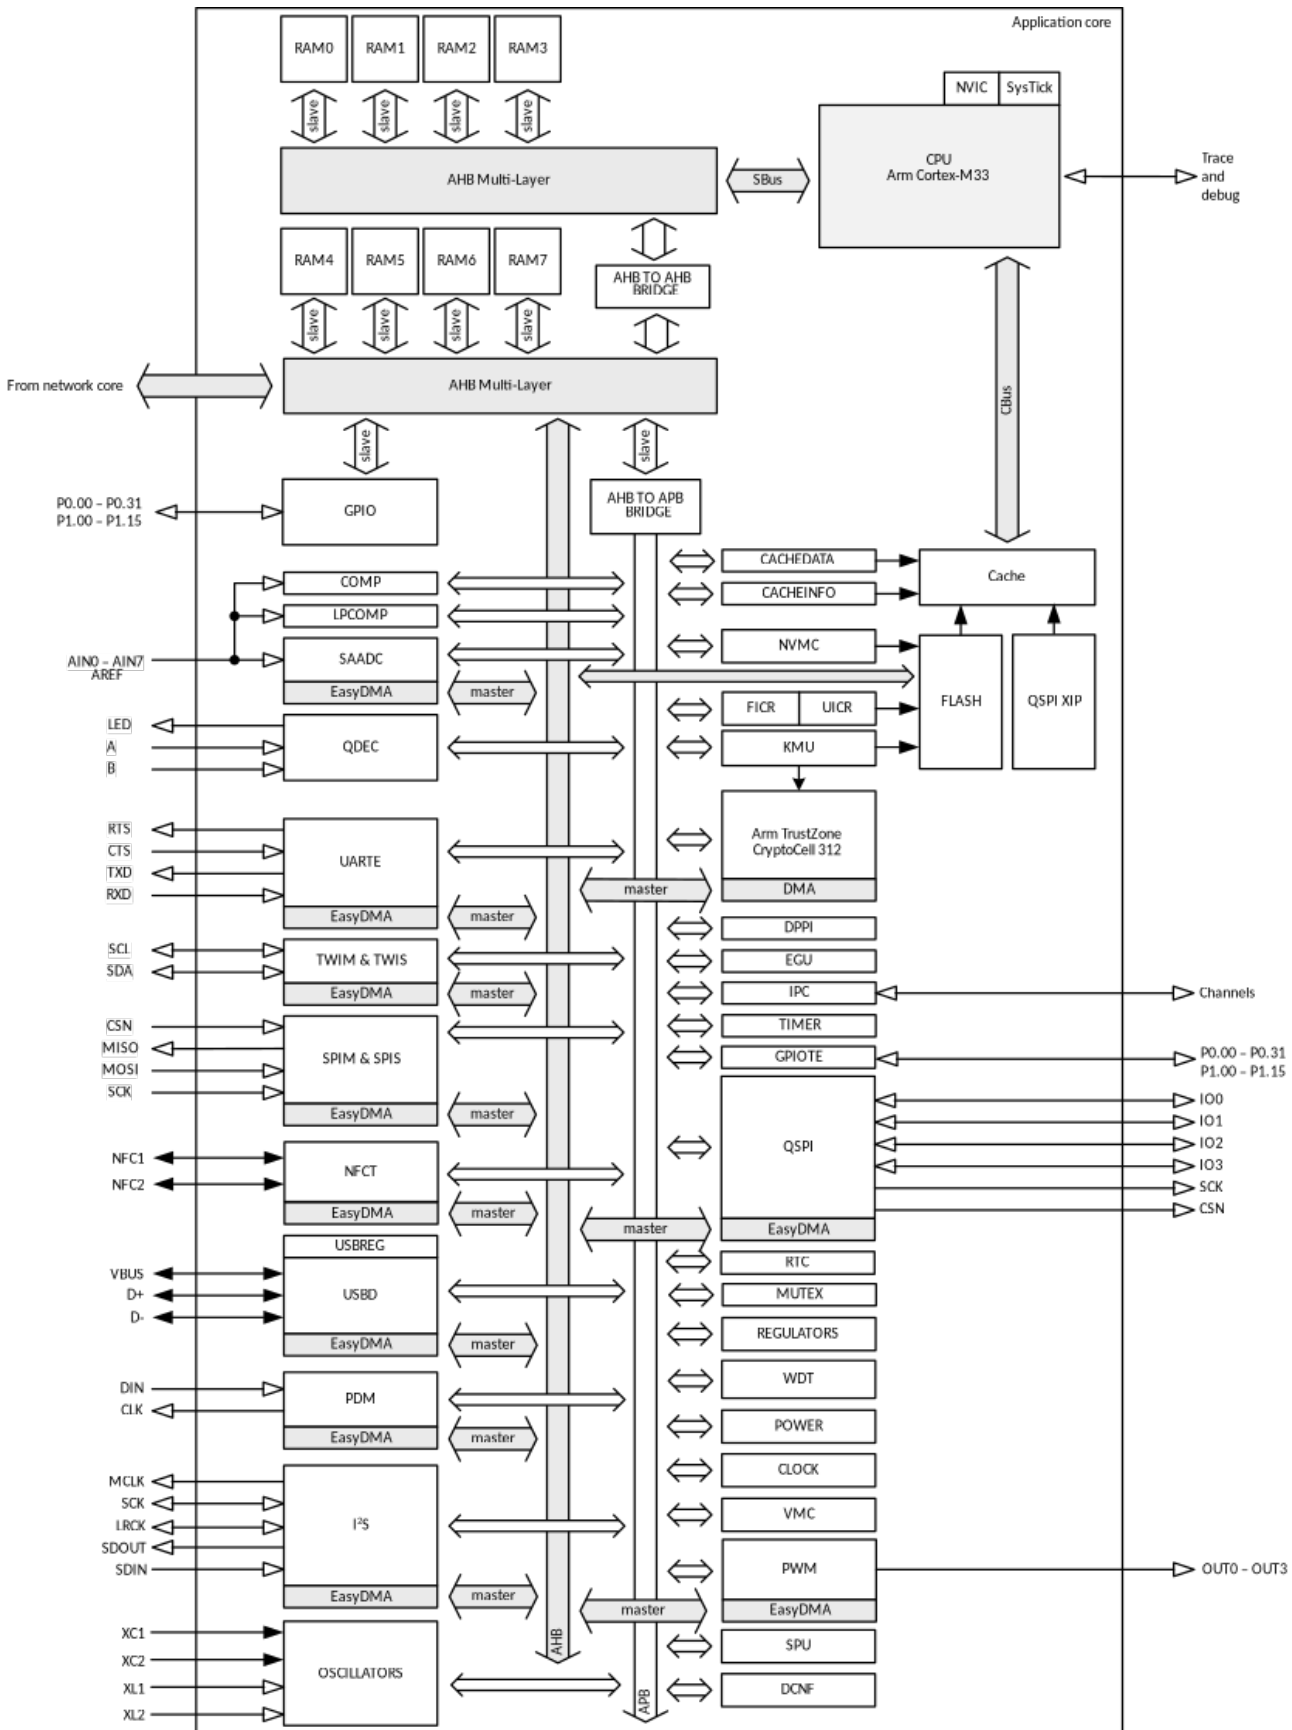 Application core
RAM0 RAM1 RAM2 RAM3
NVIC SysTick
slave slave slave slave
CPU
Arm Cortex-M33
Trace
and
debug
AHB Multi-Layer
SBus
RAM4 RAM5 RAM6 RAM7
AHB TO AHB
BRIDGE
slave slave slave slave
From network core
AHB Multi-Layer
CBus
slave slave
P0.00 – P0.31
P1.00 – P1.15
GPIO
AHB TO APB
BRIDGE
CACHEDATA
Cache
COMP
CACHEINFO
LPCOMP
NVMC
AIN0 – AIN7
AREF
SAADC
EasyDMA
master
FICR UICR
FLASH
QSPI XIP
LED
A
B
QDEC
KMU
RTS
CTS
TXD
RXD
UARTE
EasyDMA
master
Arm TrustZone
CryptoCell 312
master
DMA
DPPI
SCL
SDA
TWIM & TWIS
EasyDMA
master
EGU
IPC
Channels
CSN
MISO
MOSI
SCK
SPIM & SPIS
EasyDMA
master
TIMER
GPIOTE
P0.00 – P0.31
P1.00 – P1.15
QSPI
IO0
IO1
IO2
IO3
SCK
CSN
NFC1
NFC2
NFCT
EasyDMA
master
master
EasyDMA
USBREG
RTC
VBUS
D+
D-
USBD
EasyDMA
master
MUTEX
REGULATORS
DIN
CLK
PDM
EasyDMA
master
WDT
POWER
CLOCK
MCLK
SCK
LRCK
SDOUT
SDIN
I²S
EasyDMA
master
VMC
PWM
OUT0 – OUT3
master
EasyDMA
XC1
XC2
XL1
XL2
OSCILLATORS
AHB
APB
SPU
DCNF